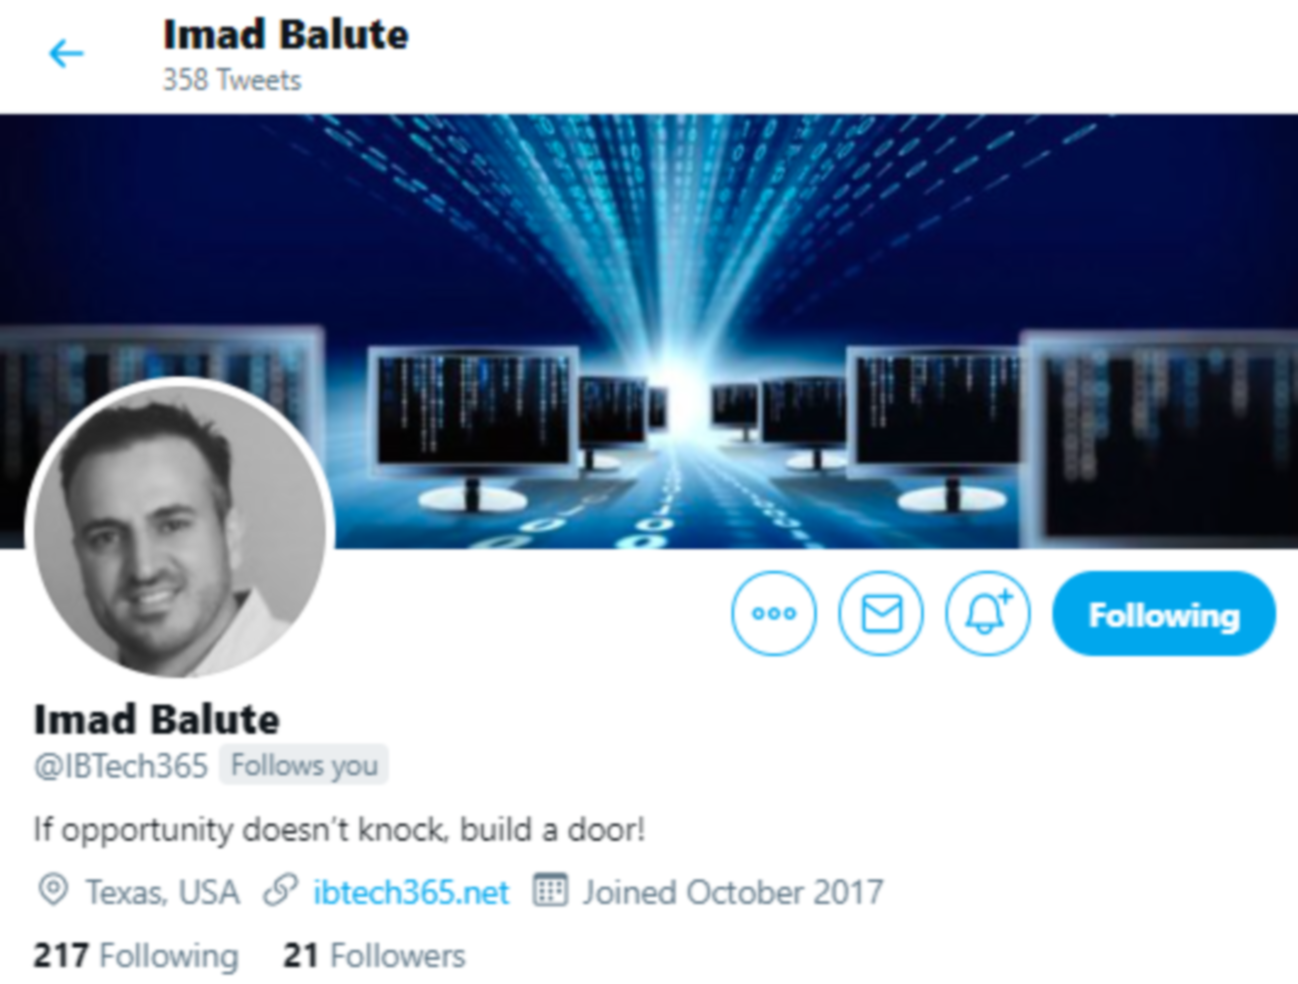 Imad Balute
358 Tweets
Following
Imad Balute
@IBTech365 Follows you
If opportunity doesn't knock, build a door!
Texas, USA ibtech365.net Joined October 2017
217 Following 21 Followers